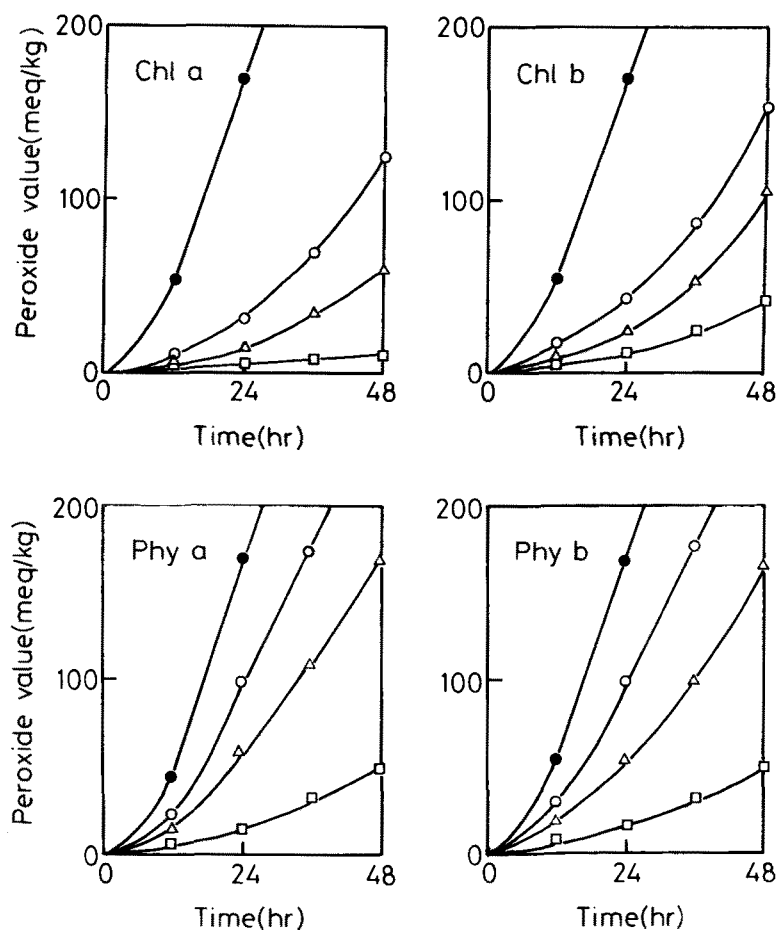 Peroxide value(meq/kg)
200
100
0
Chl a
0 24 48
Time(hr)
200
100
0
Chl b
0 24 48
Time(hr)
Peroxide value(meq/kg)
200
100
0
Phy a
0 24 48
Time(hr)
200
100
0
Phy b
0 24 48
Time(hr)